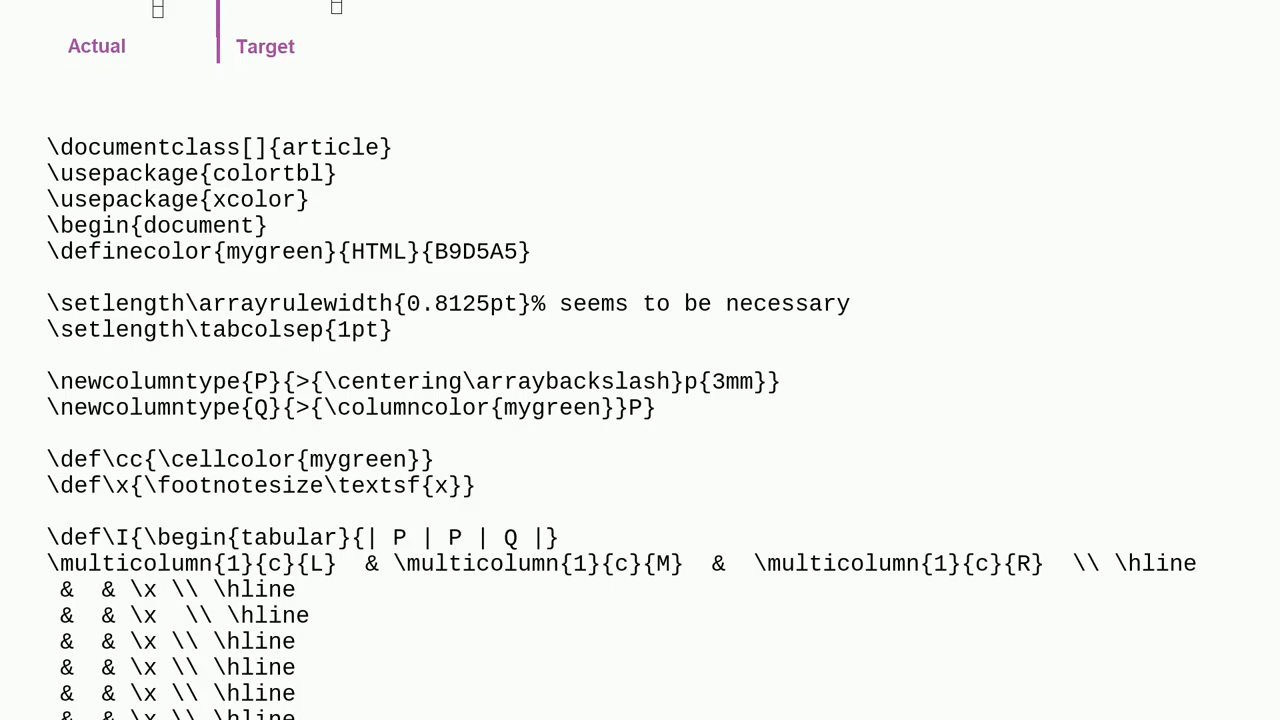 Actual
Target
\documentclass[]{article}
\usepackage{colortbl}
\usepackage{xcolor}
\begin{document}
\definecolor{mygreen}{HTML}{B9D5A5}
\setlength\arrayrulewidth{0.8125pt}% seems to be necessary
\setlength\tabcolsep{1pt}
\newcolumntype{P}{>{\centering\arraybackslash}p{3mm}}
\newcolumntype{Q}{>{\columncolor{mygreen}}P}
\def\cc{\cellcolor{mygreen}}
\def\x{\footnotesize\textsf{x}}
\def\I{\begin{tabular}{| P | P | Q |}
\multicolumn{1}{c}{L}  & \multicolumn{1}{c}{M}  &  \multicolumn{1}{c}{R}  \\ \hline
 &  & \x \\ \hline
 &  & \x  \\ \hline
 &  & \x \\ \hline
 &  & \x \\ \hline
 &  & \x \\ \hline
 &  & \x \\ \hline